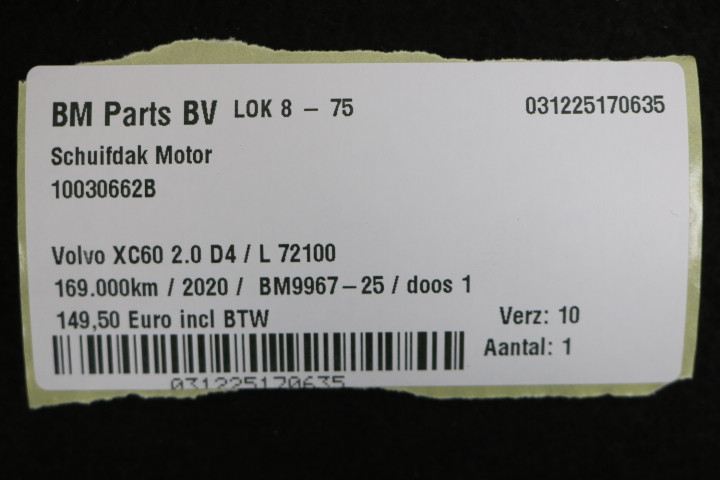 BM Parts BV LOK 8 - 75 031225170635
Schuifdak Motor
10030662B
Volvo XC60 2.0 D4 / L 72100
169.000km / 2020 / BM9967-25 / doos 1
149,50 Euro incl BTW Verz: 10
Aantal: 1
031225170635